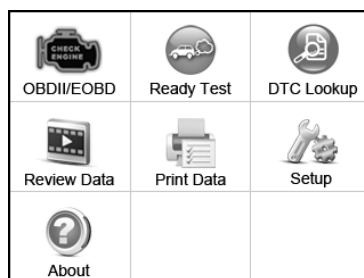 CHECK
ENGINE
OBDII/EOBD
Ready Test
DTC Lookup
Review Data
Print Data
Setup
?
About